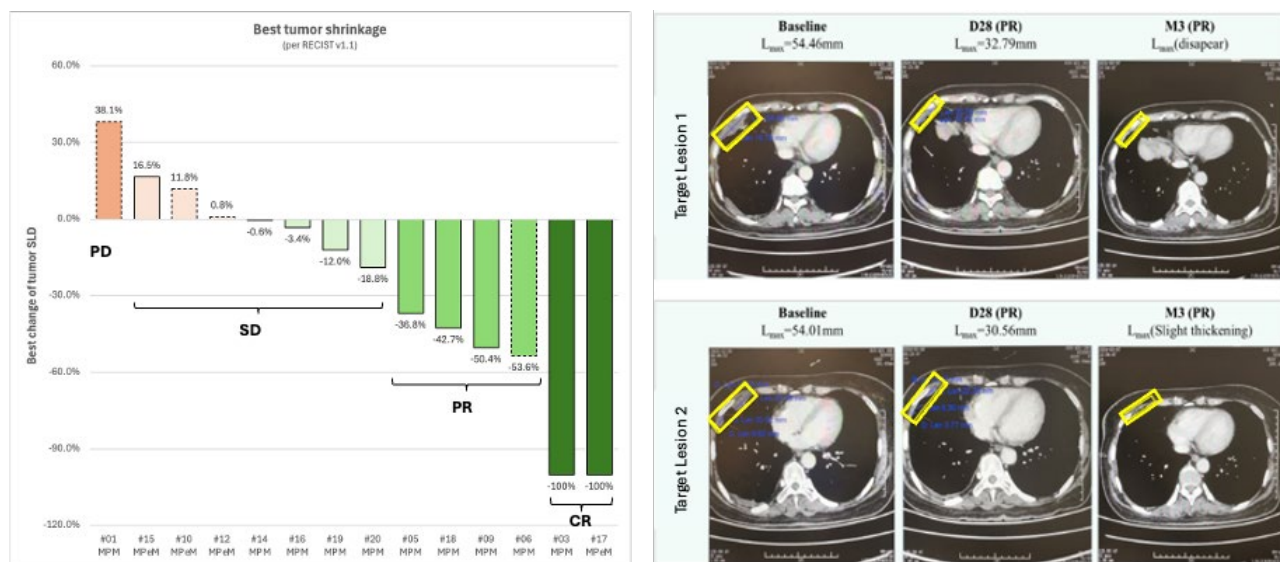 Best tumor shrinkage
(per RECIST v1.1)
Best change of tumor SLD
60.0%
30.0%
0.0%
-30.0%
-60.0%
-90.0%
-120.0%
38.1%
16.5%
11.8%
0.8%
-0.6%
-3.4%
-12.0%
-18.8%
-36.8%
-42.7%
-50.4%
-53.6%
-100%
-100%
PD
SD
PR
CR
#01 #15 #10 #12 #14 #16 #19 #20 #05 #18 #09 #06 #03 #17
MPM MPeM MPeM MPeM MPM MPM MPM MPM MPM MPM MPM MPM MPM MPeM
Target Lesion 1
Baseline D28 (PR) M3 (PR)
Lmax=54.46mm Lmax=32.79mm Lmax(disapear)
Target Lesion 2
Baseline D28 (PR) M3 (PR)
Lmax=54.01mm Lmax=30.56mm Lmax(Slight thickening)